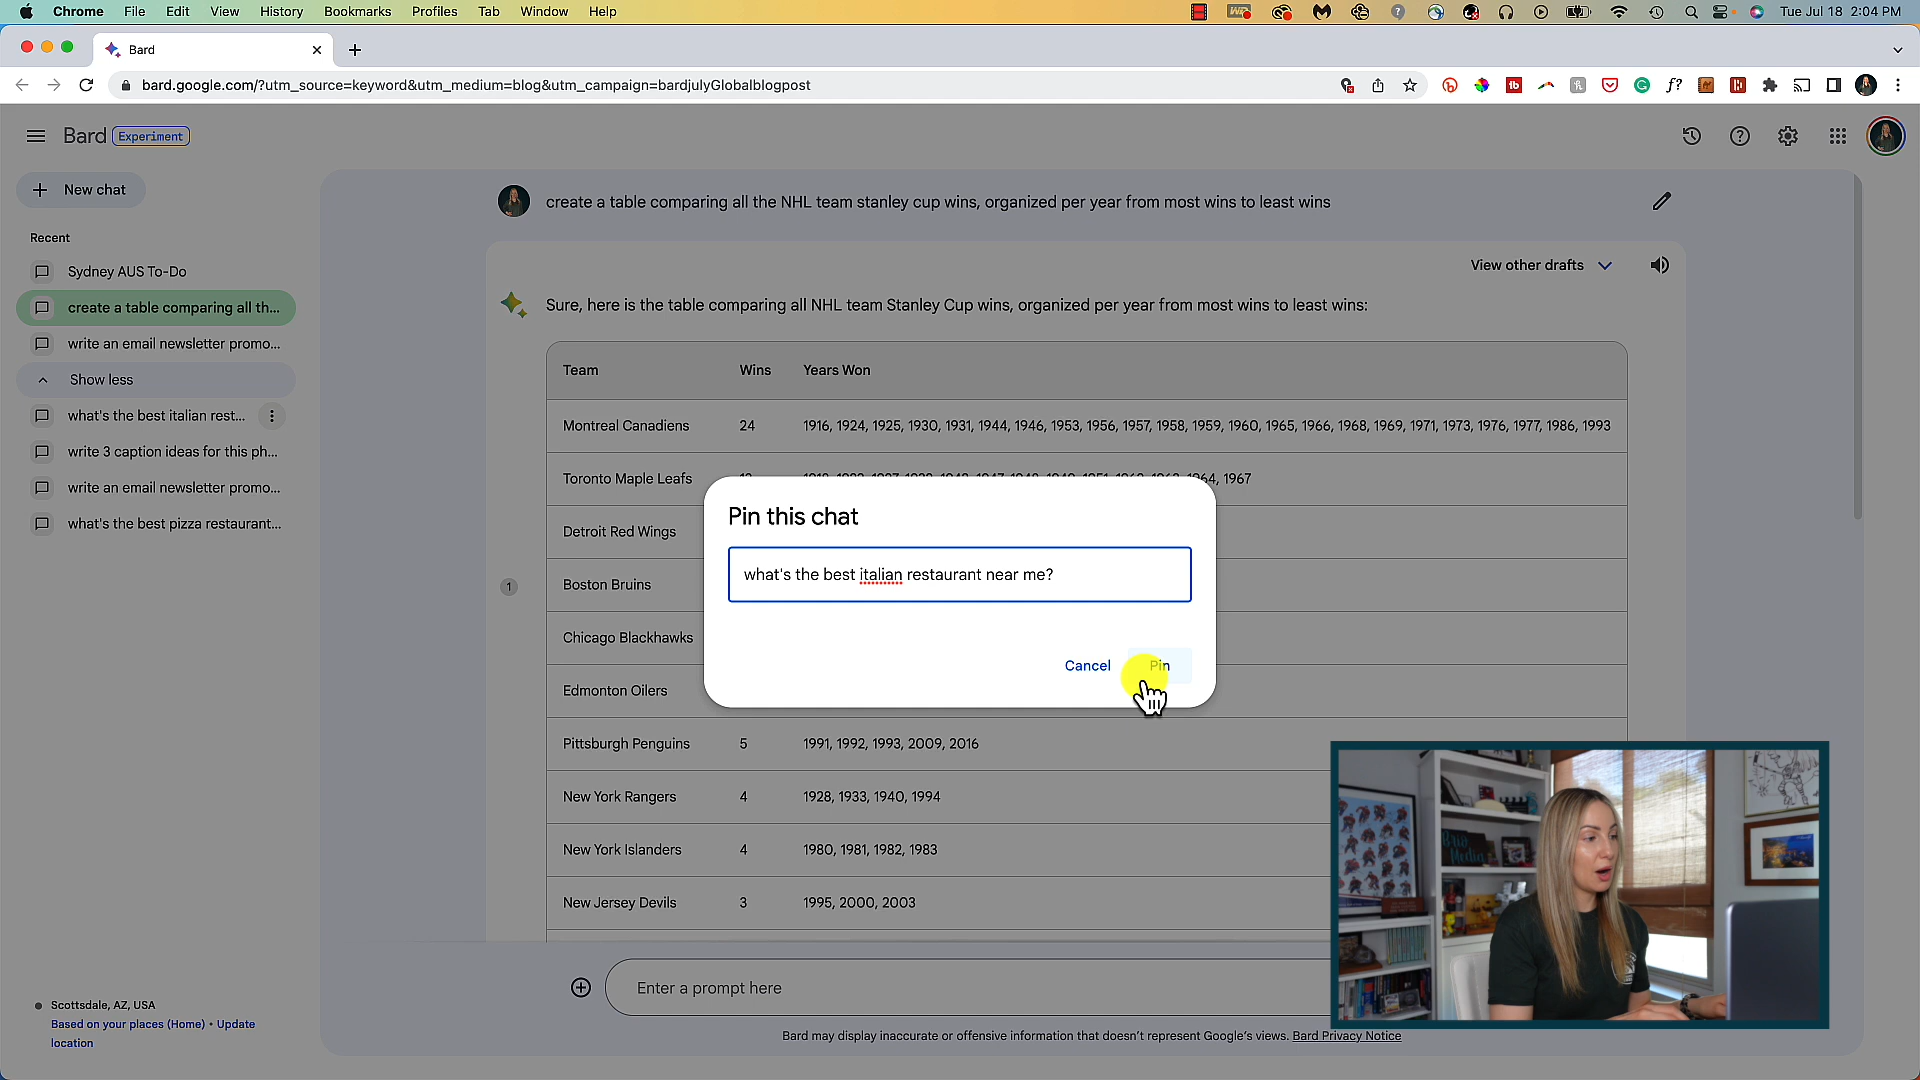 Chrome File Edit View History Bookmarks Profiles Tab Window Help Tue Jul 18 2:04 PM
Bard
bard.google.com/?utm_source=keyword&utm_medium=blog&utm_campaign=bardjulyGlobalblogpost
Bard Experiment
New chat
Recent
Sydney AUS To-Do
create a table comparing all th...
write an email newsletter promo...
Show less
what's the best italian rest...
write 3 caption ideas for this ph...
write an email newsletter promo...
what's the best pizza restaurant...
Scottsdale, AZ, USA
Based on your places (Home) • Update
location
create a table comparing all the NHL team stanley cup wins, organized per year from most wins to least wins
View other drafts
Sure, here is the table comparing all NHL team Stanley Cup wins, organized per year from most wins to least wins:
Team Wins Years Won
Montreal Canadiens 24 1916, 1924, 1925, 1930, 1931, 1944, 1946, 1953, 1956, 1957, 1958, 1959, 1960, 1965, 1966, 1968, 1969, 1971, 1973, 1976, 1977, 1986, 1993
Toronto Maple Leafs 1967
Detroit Red Wings
1
Boston Bruins
Chicago Blackhawks
Edmonton Oilers
Pittsburgh Penguins 5 1991, 1992, 1993, 2009, 2016
New York Rangers 4 1928, 1933, 1940, 1994
New York Islanders 4 1980, 1981, 1982, 1983
New Jersey Devils 3 1995, 2000, 2003
Pin this chat
what's the best italian restaurant near me?
Cancel Pin
Enter a prompt here
Bard may display inaccurate or offensive information that doesn't represent Google's views. Bard Privacy Notice